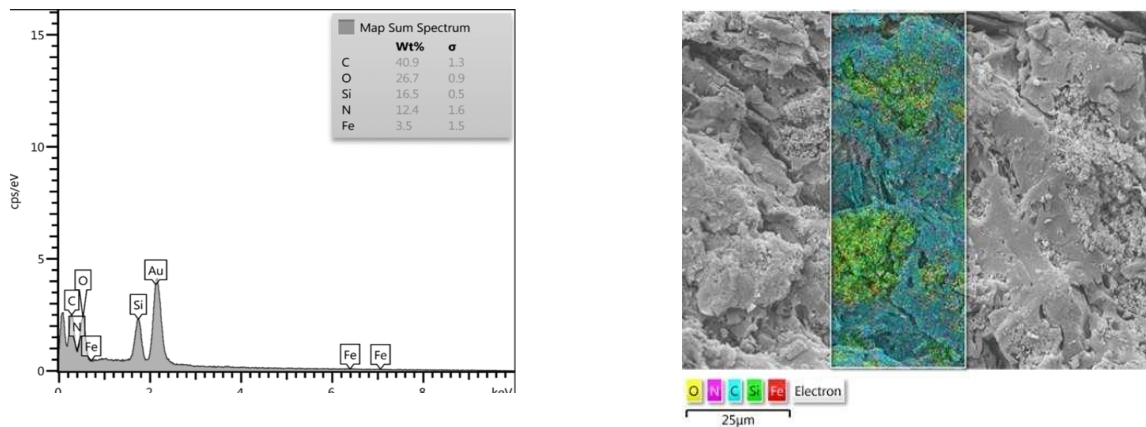 Map Sum Spectrum
Wt% σ
C 40.9 1.3
O 26.7 0.9
Si 16.5 0.5
N 12.4 1.6
Fe 3.5 1.5
15
10
cps/eV
5
0
C
O
N
Fe
Si
Au
Fe
Fe
0 2 4 6 8 keV
O N C Si Fe Electron
25µm